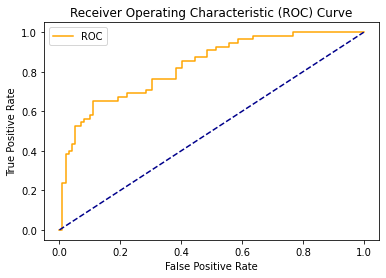 Receiver Operating Characteristic (ROC) Curve
ROC
True Positive Rate
1.0
0.8
0.6
0.4
0.2
0.0
0.0 0.2 0.4 0.6 0.8 1.0
False Positive Rate